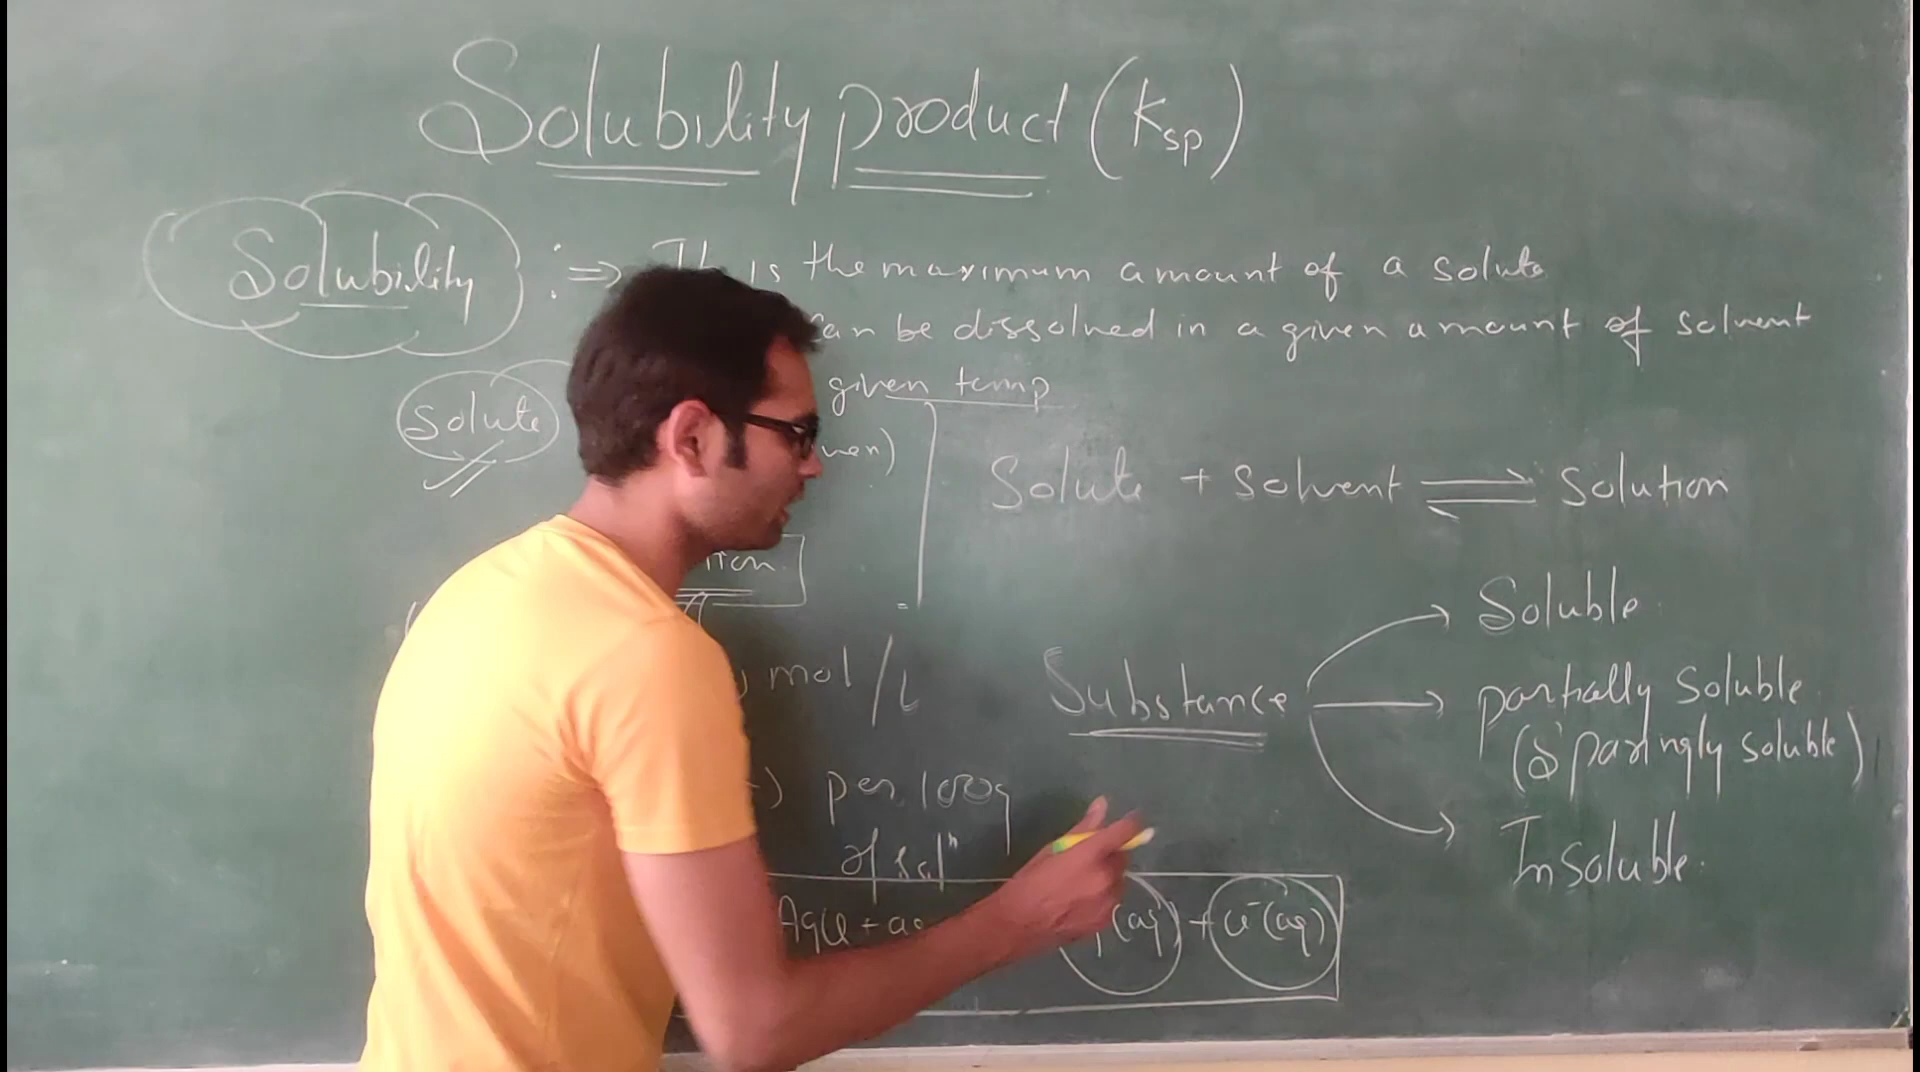 Solubility product (Ksp)
Solubility : ⇒ It is the maximum amount of a solute
can be dissolved in a given amount of solvent
given temp
Solute
Solute + Solvent ⇌ Solution
Soluble
mol/L
Substance
partially Soluble
(Sparingly soluble)
per 100g
of solⁿ
Insoluble.
AgCl + aq (aq) + Cl⁻(aq)